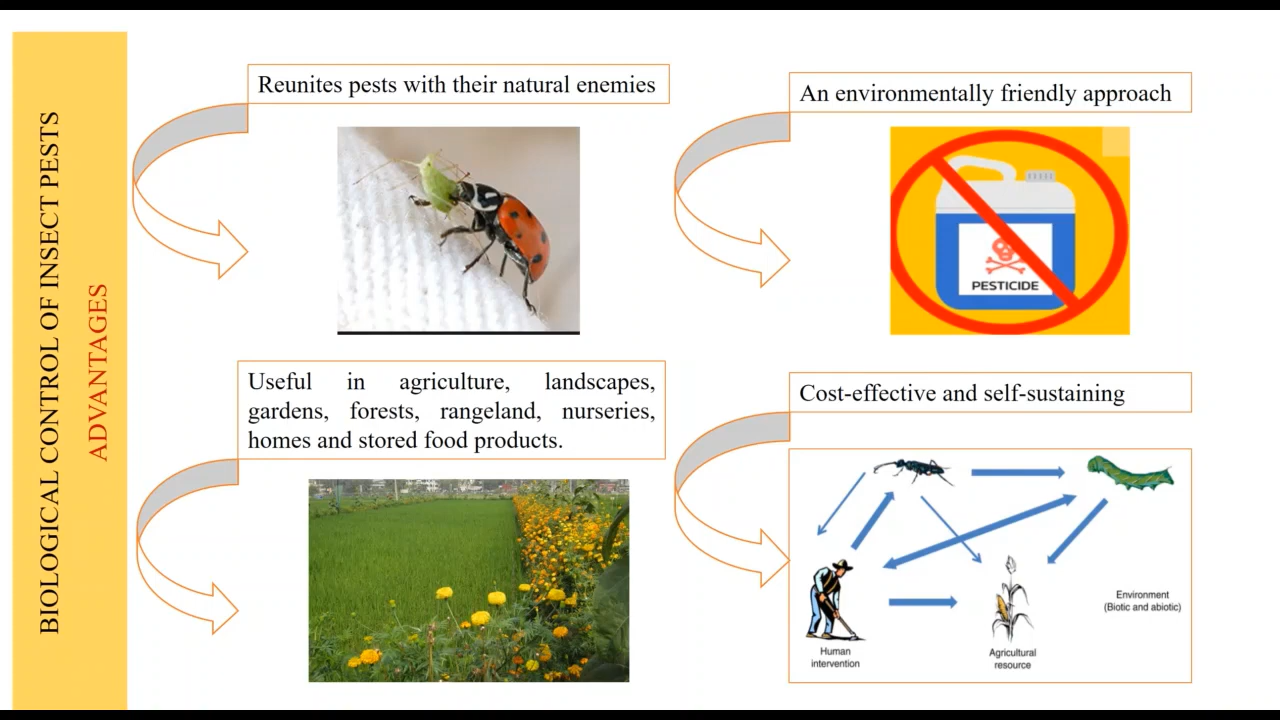 BIOLOGICAL CONTROL OF INSECT PESTS
ADVANTAGES
Reunites pests with their natural enemies
An environmentally friendly approach
PESTICIDE
Useful in agriculture, landscapes,
gardens, forests, rangeland, nurseries,
homes and stored food products.
Cost-effective and self-sustaining
Environment
(Biotic and abiotic)
Human
intervention
Agricultural
resource